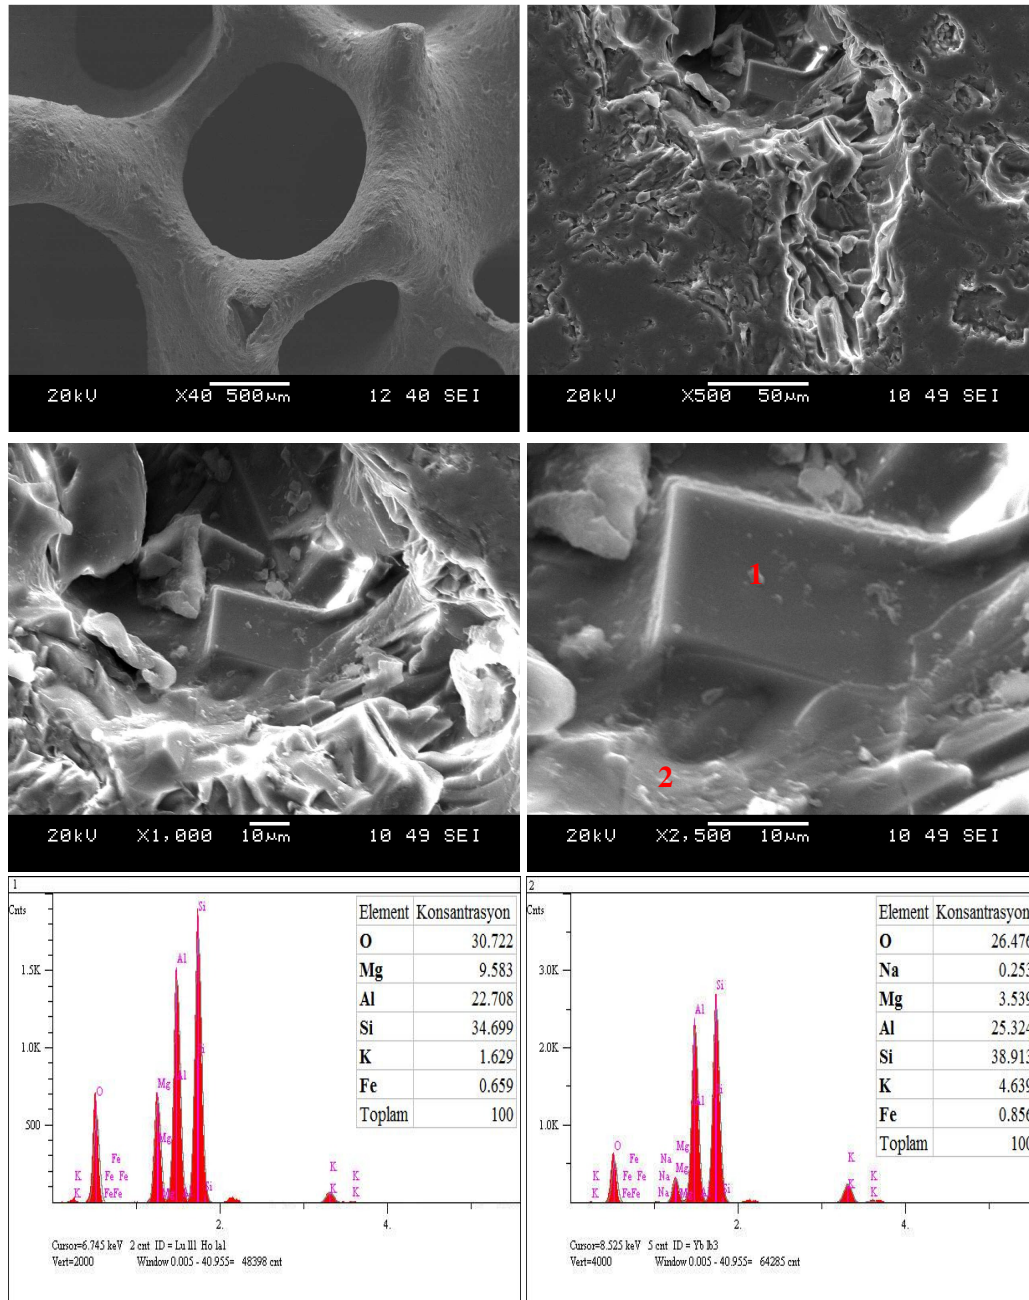 20kV X40 500µm 12 40 SEI
20kV X500 50µm 10 49 SEI
1
2
20kV X1,000 10µm 10 49 SEI
20kV X2,500 10µm 10 49 SEI
1
Cnts
1.5K
1.0K
500
O
Mg
Mg
Al
Al
Si
Si
Si
Fe
Fe Fe
FeFe
K
K
K
K
K
K
2.
4.
Element Konsantrasyon
O 30.722
Mg 9.583
Al 22.708
Si 34.699
K 1.629
Fe 0.659
Toplam 100
Cursor=6.745 keV 2 cnt ID = Lu lll1 Ho la1
Vert=2000 Window 0.005 - 40.955= 48398 cnt
2
Cnts
3.0K
2.0K
1.0K
O
Fe
Fe Fe
FeFe
Na
Na
Na
Mg
Mg
Al
Al
Si
Si
Si
K
K
K
K
K
K
2.
4.
Element Konsantrasyon
O 26.476
Na 0.253
Mg 3.539
Al 25.324
Si 38.913
K 4.639
Fe 0.856
Toplam 100
Cursor=8.525 keV 5 cnt ID = Yb lb3
Vert=4000 Window 0.005 - 40.955= 64285 cnt